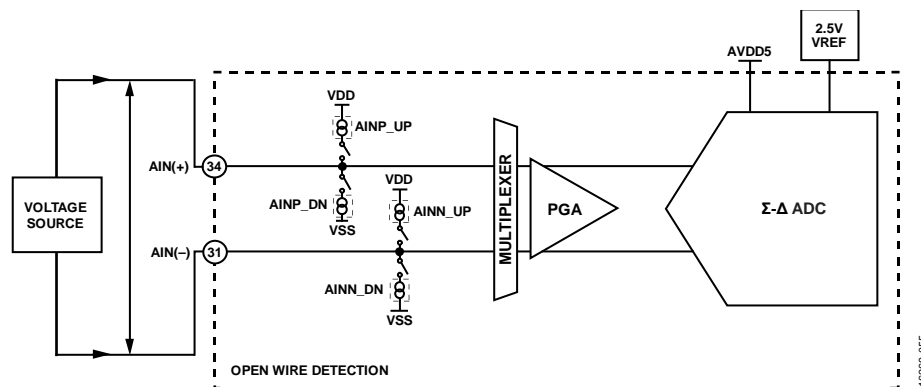 2.5V
VREF
AVDD5
VDD
AINP_UP
AIN(+)
34
VOLTAGE
SOURCE
AINP_DN
VSS
VDD
AINN_UP
AIN(–)
31
AINN_DN
VSS
MULTIPLEXER
PGA
Σ-Δ ADC
OPEN WIRE DETECTION